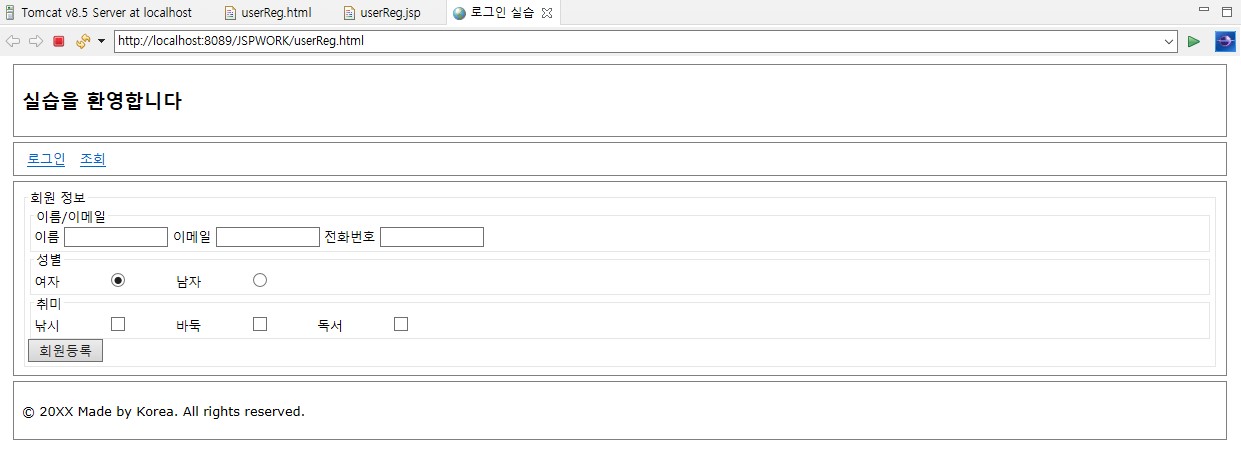 Tomcat v8.5 Server at localhost userReg.html userReg.jsp 로그인 실습
http://localhost:8089/JSPWORK/userReg.html
실습을 환영합니다
로그인 조회
회원 정보
이름/이메일
이름 이메일 전화번호
성별
여자 남자
취미
낚시 바둑 독서
회원등록
© 20XX Made by Korea. All rights reserved.